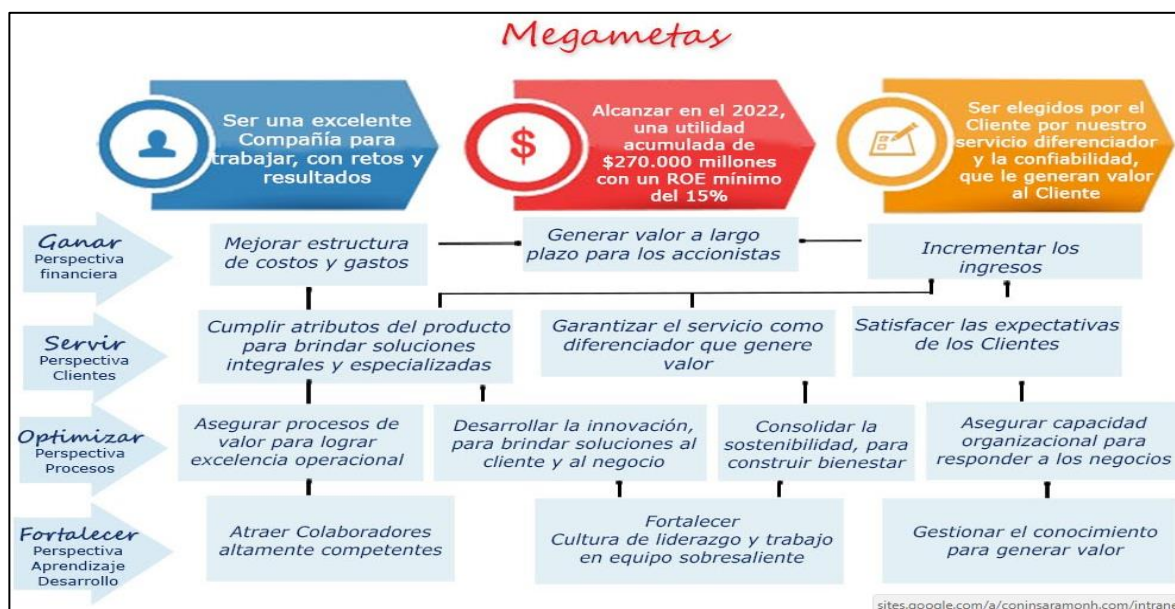 Megametas
Ser una excelente
Compañía para
trabajar, con retos y
resultados
Alcanzar en el 2022,
una utilidad
acumulada de
$270.000 millones
con un ROE mínimo
del 15%
Ser elegidos por el
Cliente por nuestro
servicio diferenciador
y la confiabilidad,
que le generan valor
al Cliente
$
Ganar
Perspectiva
financiera
Mejorar estructura
de costos y gastos
Generar valor a largo
plazo para los accionistas
Incrementar los
ingresos
Servir
Perspectiva
Clientes
Cumplir atributos del producto
para brindar soluciones
integrales y especializadas
Garantizar el servicio como
diferenciador que genere
valor
Satisfacer las expectativas
de los Clientes
Optimizar
Perspectiva
Procesos
Asegurar procesos de
valor para lograr
excelencia operacional
Desarrollar la innovación,
para brindar soluciones al
cliente y al negocio
Consolidar la
sostenibilidad, para
construir bienestar
Asegurar capacidad
organizacional para
responder a los negocios
Fortalecer
Perspectiva
Aprendizaje
Desarrollo
Atraer Colaboradores
altamente competentes
Fortalecer
Cultura de liderazgo y trabajo
en equipo sobresaliente
Gestionar el conocimiento
para generar valor
sites.google.com/a/coninsaramonh.com/intrane